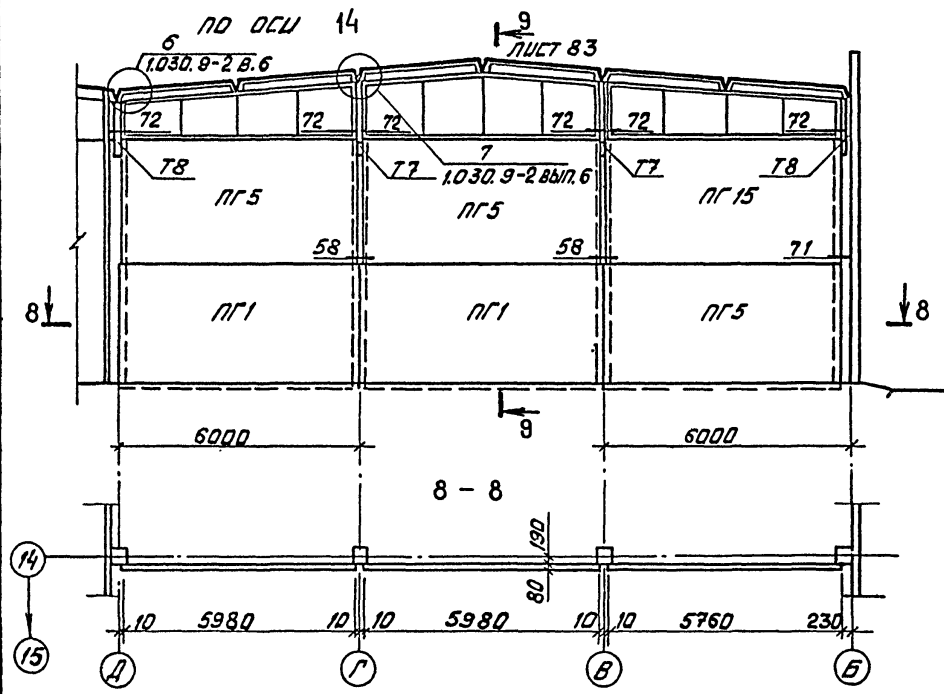 ПО ОСИ 14
9
ЛИСТ 83
6
1.030.9-2 В.6
72 72 72 72 72 72
7
1.030.9-2 ВЫП.6
Т8 Т7 Т7 Т8
ПГ5 ПГ5 ПГ15
58 58 71
8 8
ПГ1 ПГ1 ПГ5
9
6000 6000
8 - 8
190
14
80
10 5980 10 10 5980 10 10 5760 230
15
Д Г В Б